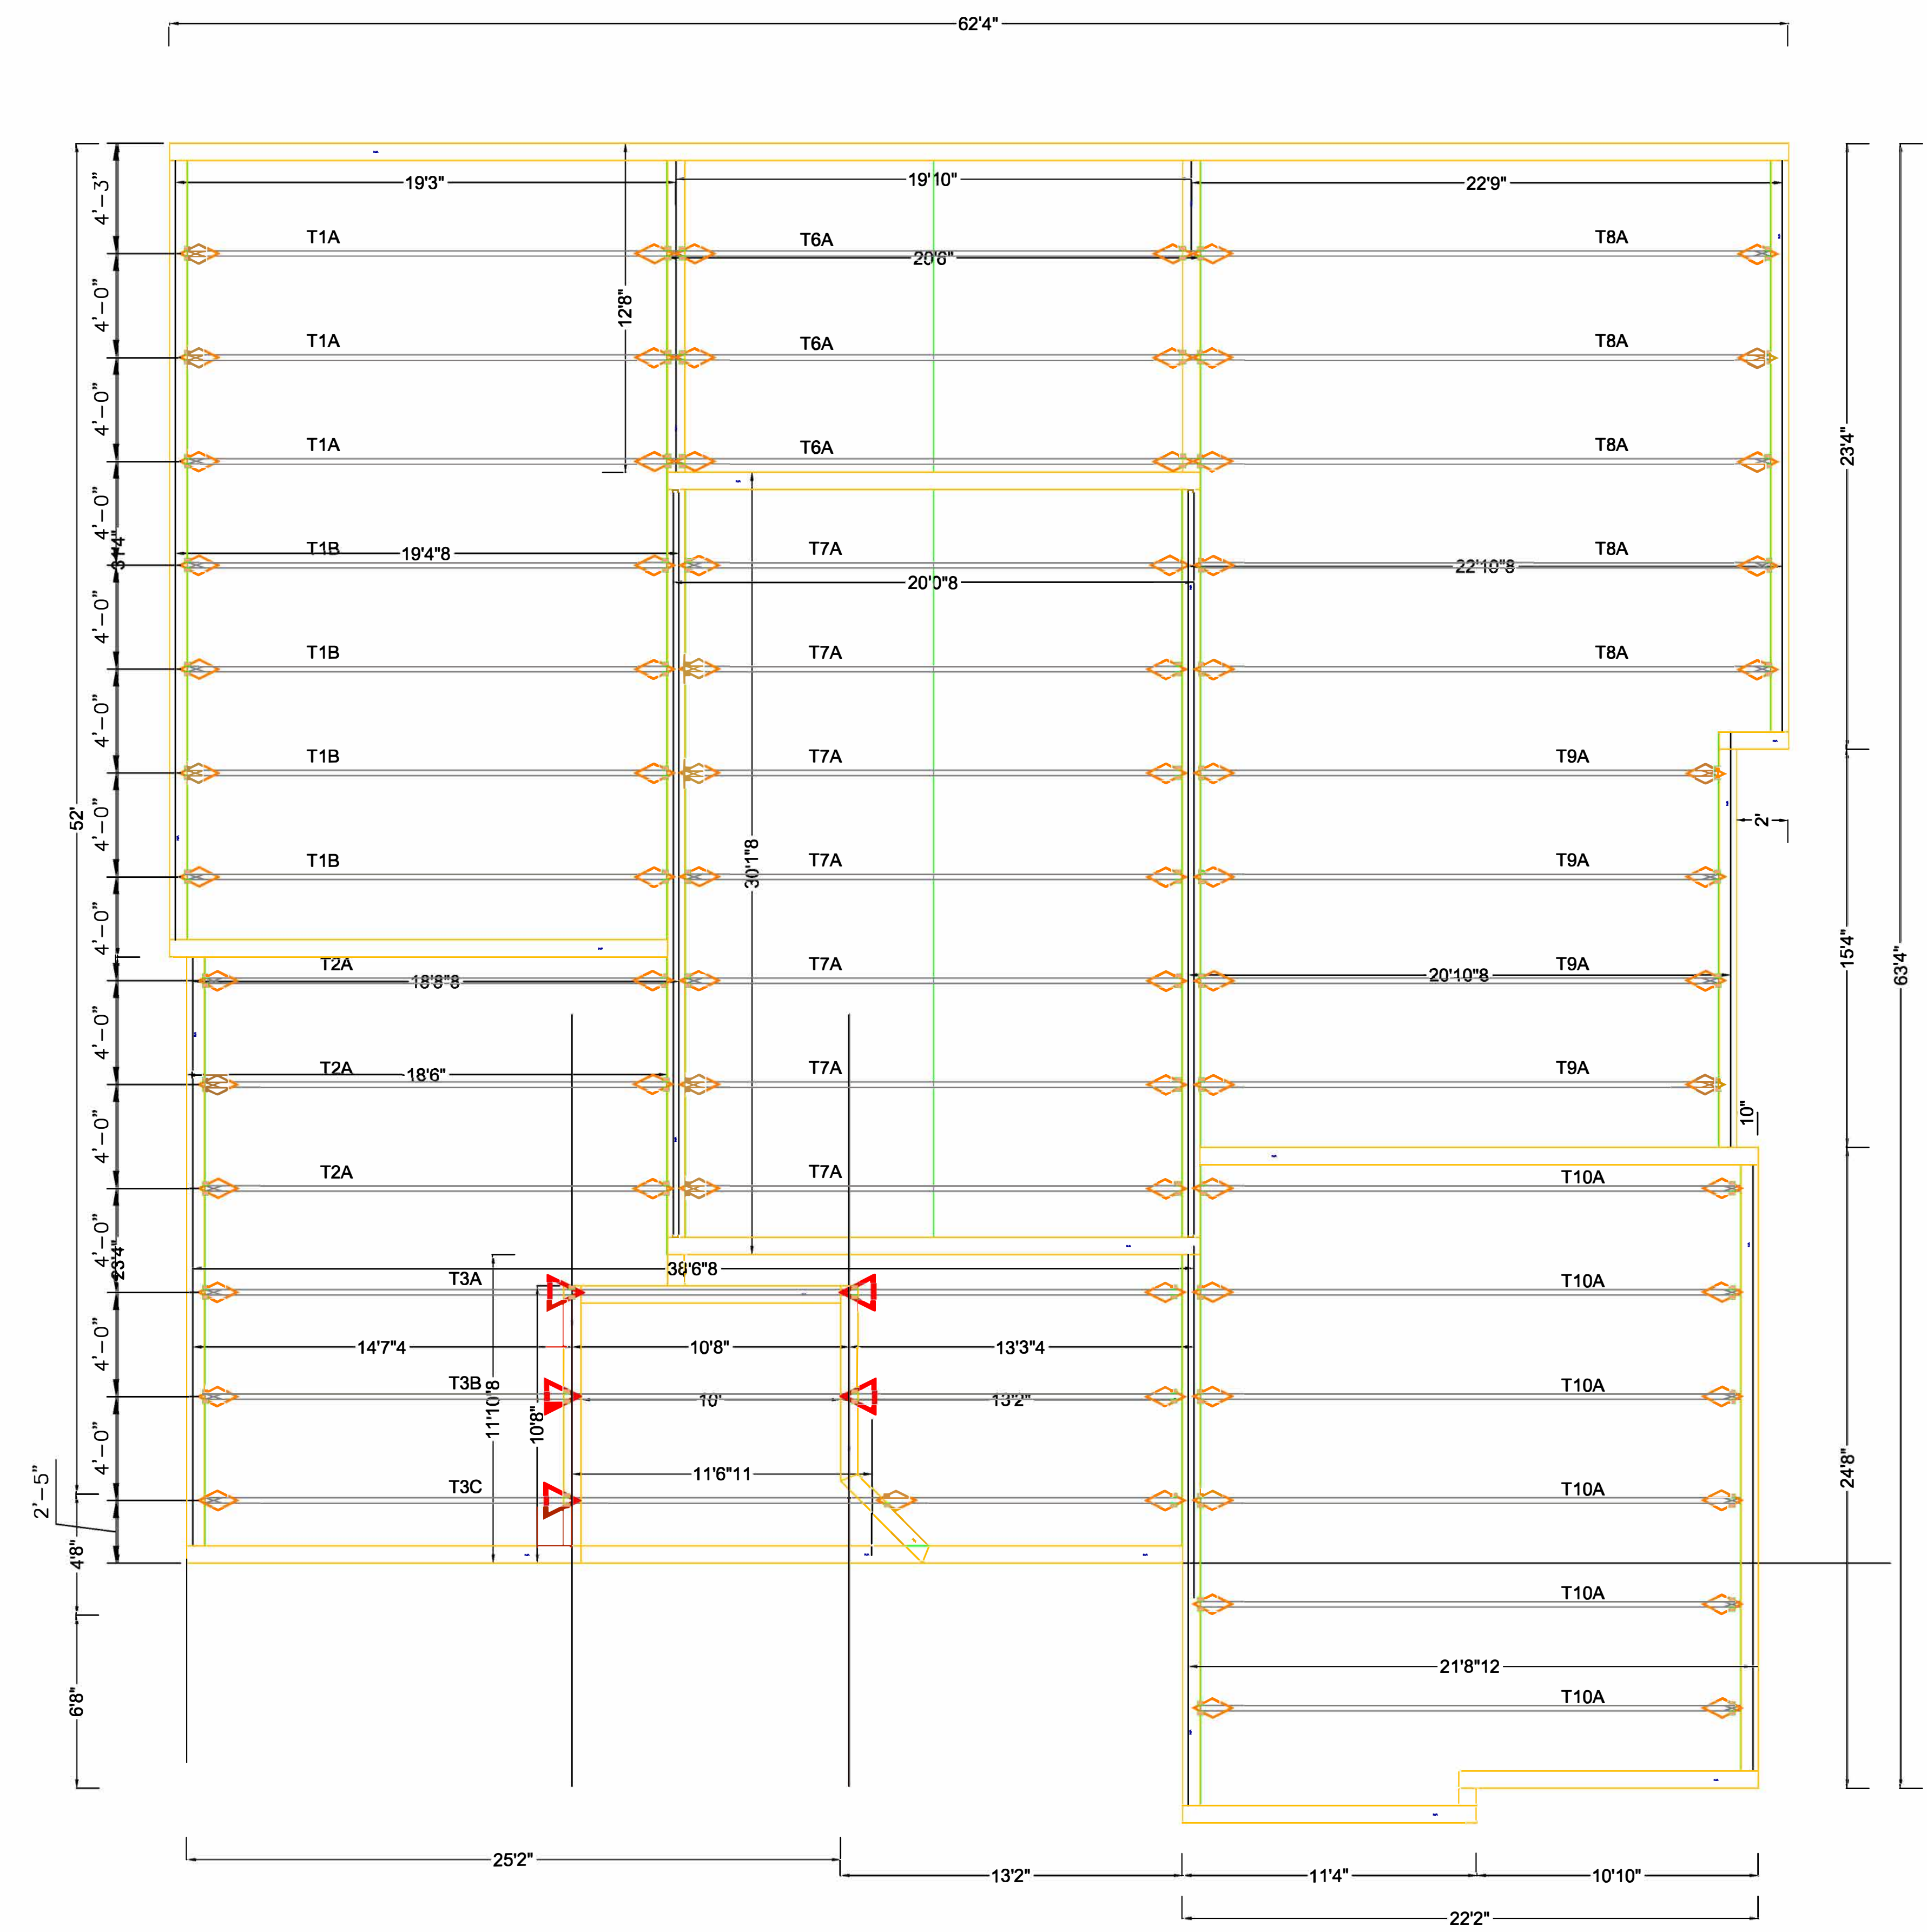 62'4"
19'3"
19'10"
22'9"
4'-3"
T1A
T6A
T8A
20'6"
4'-0"
12'8"
T1A
T6A
T8A
4'-0"
T1A
T6A
T8A
23'4"
4'-0"
31'4"
T1B
19'4"8
T7A
20'0"8
T8A
22'10"8
4'-0"
T1B
T7A
T8A
4'-0"
T1B
T7A
T9A
52'
4'-0"
2'
T1B
30'1"8
T7A
T9A
4'-0"
15'4"
63'4"
T2A
18'8"8
T7A
20'10"8
T9A
4'-0"
T2A
18'6"
T7A
T9A
10"
4'-0"
T2A
T7A
T10A
4'-0"
23'4"
T3A
38'6"8
T10A
4'-0"
14'7"4
10'8"
13'3"4
T3B
11'10"8
10'8"
10'
13'2"
T10A
4'-0"
11'6"11
2'-5"
T3C
T10A
24'8"
4'8"
T10A
21'8"12
6'8"
T10A
25'2"
13'2"
11'4"
10'10"
22'2"